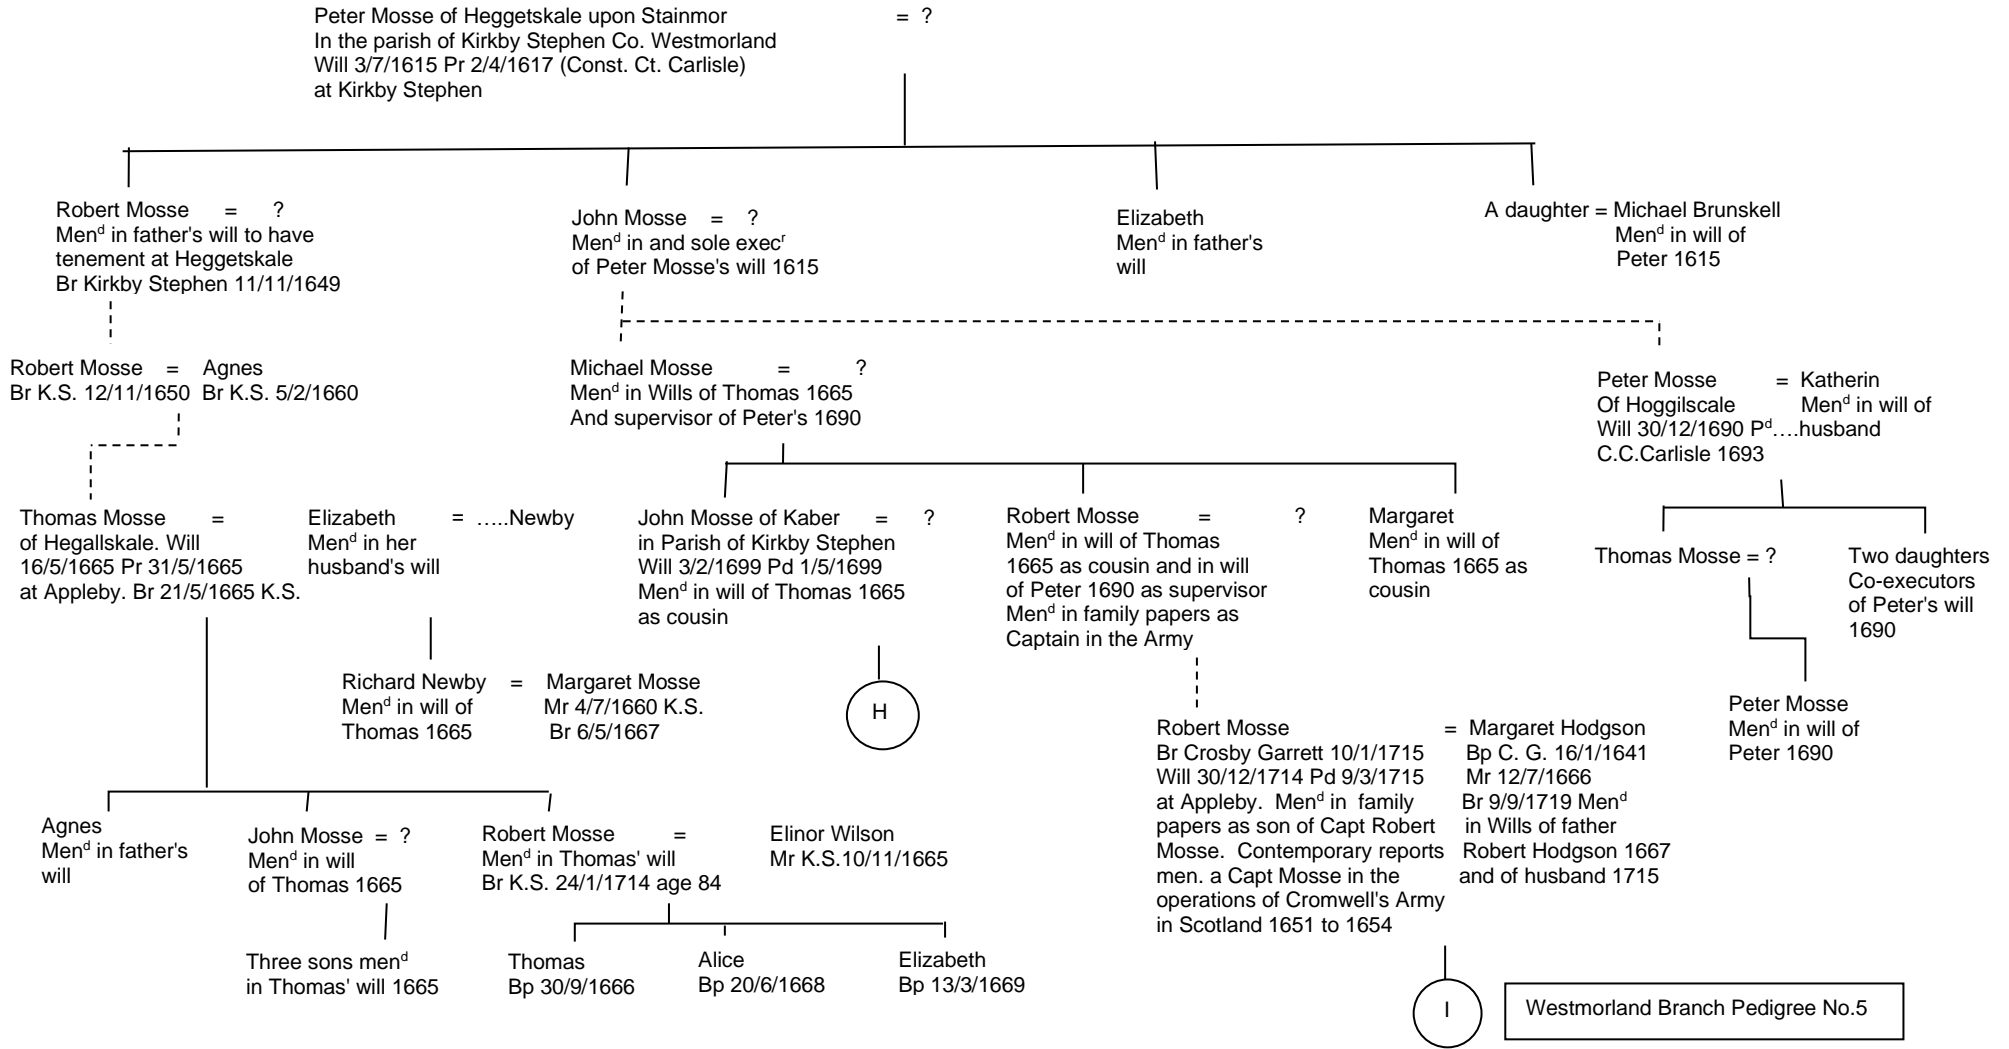 Peter Mosse of Heggetskale upon Stainmor = ?
In the parish of Kirkby Stephen Co. Westmorland
Will 3/7/1615 Pr 2/4/1617 (Const. Ct. Carlisle)
at Kirkby Stephen
Robert Mosse = ?
Menᵈ in father's will to have
tenement at Heggetskale
Br Kirkby Stephen 11/11/1649
John Mosse = ?
Menᵈ in and sole execʳ
of Peter Mosse's will 1615
Elizabeth
Menᵈ in father's
will
A daughter = Michael Brunskell
Menᵈ in will of
Peter 1615
Robert Mosse = Agnes
Br K.S. 12/11/1650 Br K.S. 5/2/1660
Michael Mosse = ?
Menᵈ in Wills of Thomas 1665
And supervisor of Peter's 1690
Peter Mosse = Katherin
Of Hoggilscale Menᵈ in will of
Will 30/12/1690 Pᵈ....husband
C.C.Carlisle 1693
Thomas Mosse =
of Hegallskale. Will
16/5/1665 Pr 31/5/1665
at Appleby. Br 21/5/1665 K.S.
Elizabeth = .....Newby
Menᵈ in her
husband's will
John Mosse of Kaber = ?
in Parish of Kirkby Stephen
Will 3/2/1699 Pd 1/5/1699
Menᵈ in will of Thomas 1665
as cousin
Robert Mosse = ?
Menᵈ in will of Thomas
1665 as cousin and in will
of Peter 1690 as supervisor
Menᵈ in family papers as
Captain in the Army
Margaret
Menᵈ in will of
Thomas 1665 as
cousin
Thomas Mosse = ?
Two daughters
Co-executors
of Peter's will
1690
Richard Newby = Margaret Mosse
Menᵈ in will of Mr 4/7/1660 K.S.
Thomas 1665 Br 6/5/1667
H
Peter Mosse
Menᵈ in will of
Peter 1690
Robert Mosse = Margaret Hodgson
Br Crosby Garrett 10/1/1715 Bp C. G. 16/1/1641
Will 30/12/1714 Pd 9/3/1715 Mr 12/7/1666
at Appleby. Menᵈ in family Br 9/9/1719 Menᵈ
papers as son of Capt Robert in Wills of father
Mosse. Contemporary reports Robert Hodgson 1667
men. a Capt Mosse in the and of husband 1715
operations of Cromwell's Army
in Scotland 1651 to 1654
Agnes
Menᵈ in father's
will
John Mosse = ?
Menᵈ in will
of Thomas 1665
Robert Mosse = Elinor Wilson
Menᵈ in Thomas' will Mr K.S.10/11/1665
Br K.S. 24/1/1714 age 84
Three sons menᵈ
in Thomas' will 1665
Thomas
Bp 30/9/1666
Alice
Bp 20/6/1668
Elizabeth
Bp 13/3/1669
I
Westmorland Branch Pedigree No.5